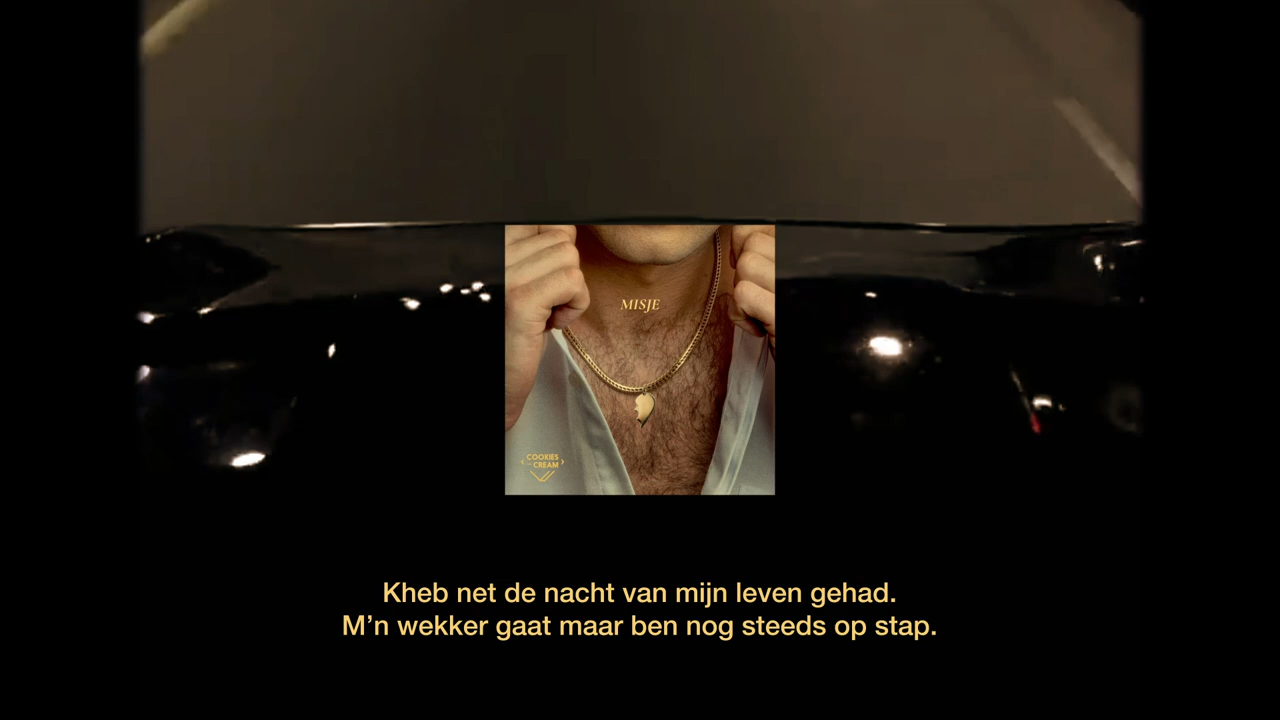 MISJE
COOKIES
AND CREAM
Kheb net de nacht van mijn leven gehad.
M’n wekker gaat maar ben nog steeds op stap.